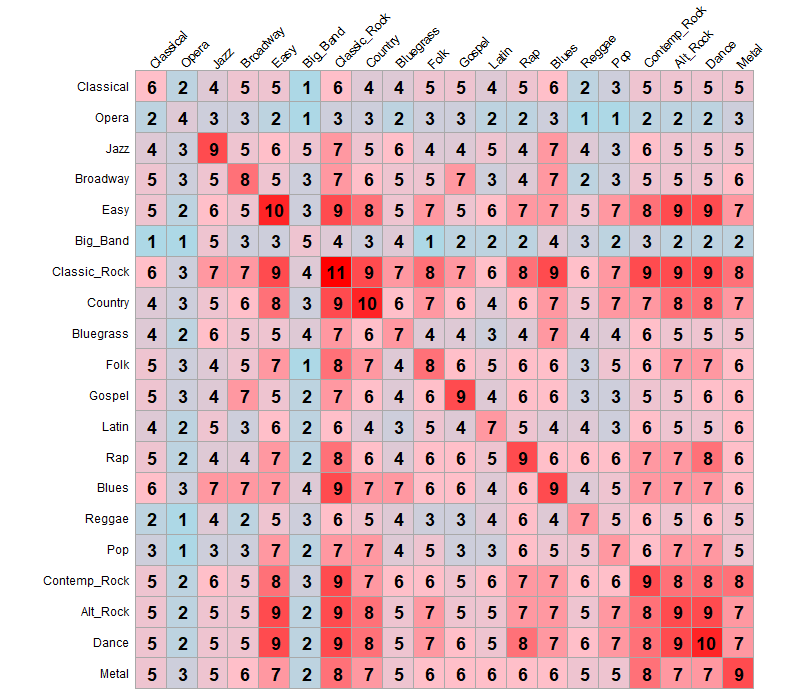 Classical Opera Jazz Broadway Easy Big_Band Classic_Rock Country Bluegrass Folk Gospel Latin Rap Blues Reggae Pop Contemp_Rock Alt_Rock Dance Metal
Classical 6 2 4 5 5 1 6 4 4 5 5 4 5 6 2 3 5 5 5 5
Opera 2 4 3 3 2 1 3 3 2 3 3 2 2 3 1 1 2 2 2 3
Jazz 4 3 9 5 6 5 7 5 6 4 4 5 4 7 4 3 6 5 5 5
Broadway 5 3 5 8 5 3 7 6 5 5 7 3 4 7 2 3 5 5 5 6
Easy 5 2 6 5 10 3 9 8 5 7 5 6 7 7 5 7 8 9 9 7
Big_Band 1 1 5 3 3 5 4 3 4 1 2 2 2 4 3 2 3 2 2 2
Classic_Rock 6 3 7 7 9 4 11 9 7 8 7 6 8 9 6 7 9 9 9 8
Country 4 3 5 6 8 3 9 10 6 7 6 4 6 7 5 7 7 8 8 7
Bluegrass 4 2 6 5 5 4 7 6 7 4 4 3 4 7 4 4 6 5 5 5
Folk 5 3 4 5 7 1 8 7 4 8 6 5 6 6 3 5 6 7 7 6
Gospel 5 3 4 7 5 2 7 6 4 6 9 4 6 6 3 3 5 5 6 6
Latin 4 2 5 3 6 2 6 4 3 5 4 7 5 4 4 3 6 5 5 6
Rap 5 2 4 4 7 2 8 6 4 6 6 5 9 6 6 6 7 7 8 6
Blues 6 3 7 7 7 4 9 7 7 6 6 4 6 9 4 5 7 7 7 6
Reggae 2 1 4 2 5 3 6 5 4 3 3 4 6 4 7 5 6 5 6 5
Pop 3 1 3 3 7 2 7 7 4 5 3 3 6 5 5 7 6 7 7 5
Contemp_Rock 5 2 6 5 8 3 9 7 6 6 5 6 7 7 6 6 9 8 8 8
Alt_Rock 5 2 5 5 9 2 9 8 5 7 5 5 7 7 5 7 8 9 9 7
Dance 5 2 5 5 9 2 9 8 5 7 6 5 8 7 6 7 8 9 10 7
Metal 5 3 5 6 7 2 8 7 5 6 6 6 6 6 5 5 8 7 7 9